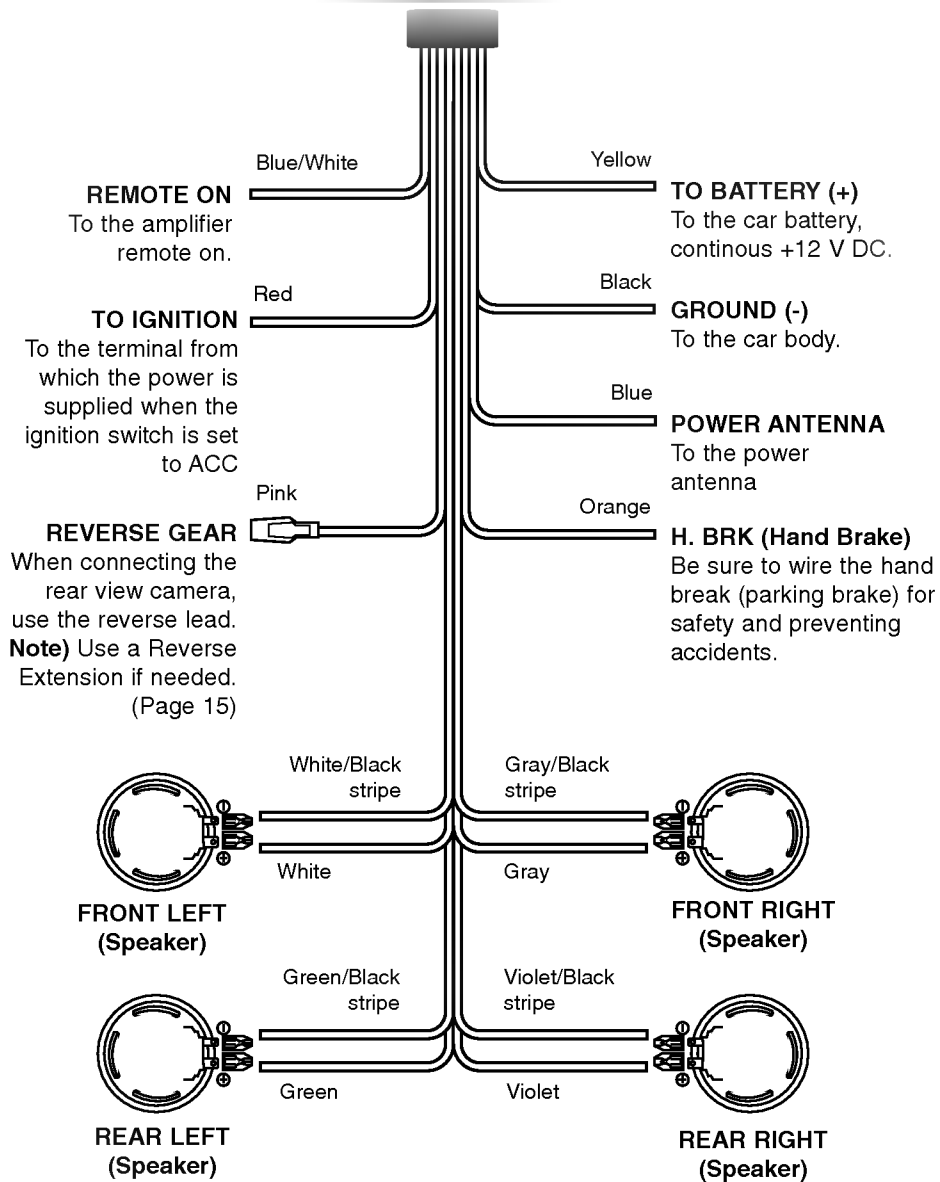 Blue/White
REMOTE ON
To the amplifier
remote on.
Red
TO IGNITION
To the terminal from
which the power is
supplied when the
ignition switch is set
to ACC
Pink
REVERSE GEAR
When connecting the
rear view camera,
use the reverse lead.
Note) Use a Reverse
Extension if needed.
(Page 15)
Yellow
TO BATTERY (+)
To the car battery,
continous +12 V DC.
Black
GROUND (-)
To the car body.
Blue
POWER ANTENNA
To the power
antenna
Orange
H. BRK (Hand Brake)
Be sure to wire the hand
break (parking brake) for
safety and preventing
accidents.
White/Black
stripe
White
FRONT LEFT
(Speaker)
Gray/Black
stripe
Gray
FRONT RIGHT
(Speaker)
Green/Black
stripe
Green
REAR LEFT
(Speaker)
Violet/Black
stripe
Violet
REAR RIGHT
(Speaker)